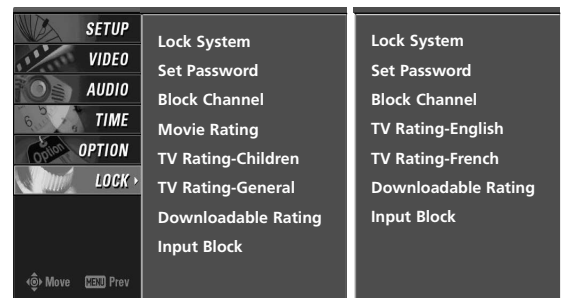 SETUP
VIDEO
AUDIO
TIME
OPTION
LOCK
Move MENU Prev
Lock System
Set Password
Block Channel
Movie Rating
TV Rating-Children
TV Rating-General
Downloadable Rating
Input Block
Lock System
Set Password
Block Channel
TV Rating-English
TV Rating-French
Downloadable Rating
Input Block